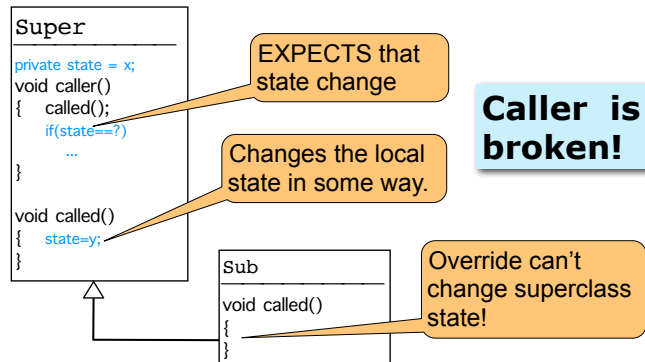 Super
private state = x;
void caller()
{ called();
if(state==?)
...
}
void called()
{ state=y;
}
EXPECTS that
state change
Changes the local
state in some way.
Caller is
broken!
Sub
void called()
{
}
Override can't
change superclass
state!